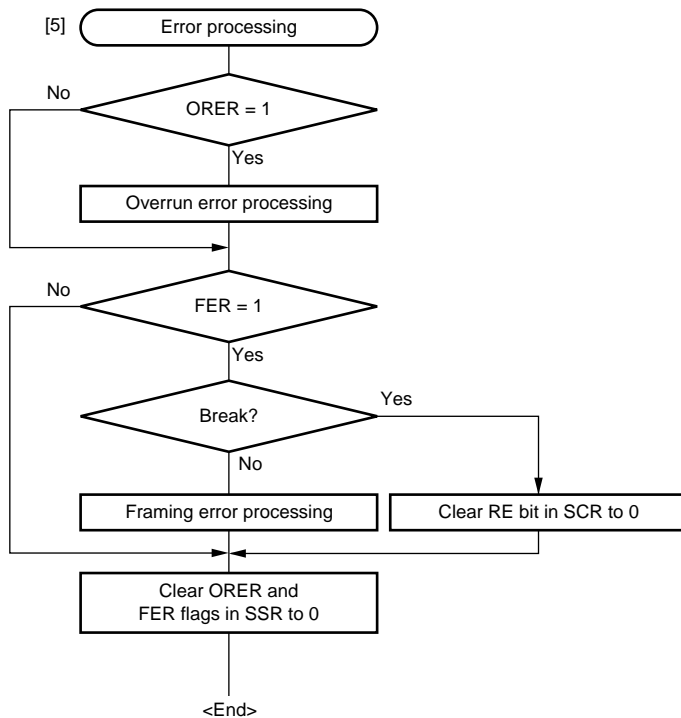 [5]
Error processing
No
ORER = 1
Yes
Overrun error processing
No
FER = 1
Yes
Break?
Yes
No
Framing error processing
Clear RE bit in SCR to 0
Clear ORER and
FER flags in SSR to 0
<End>